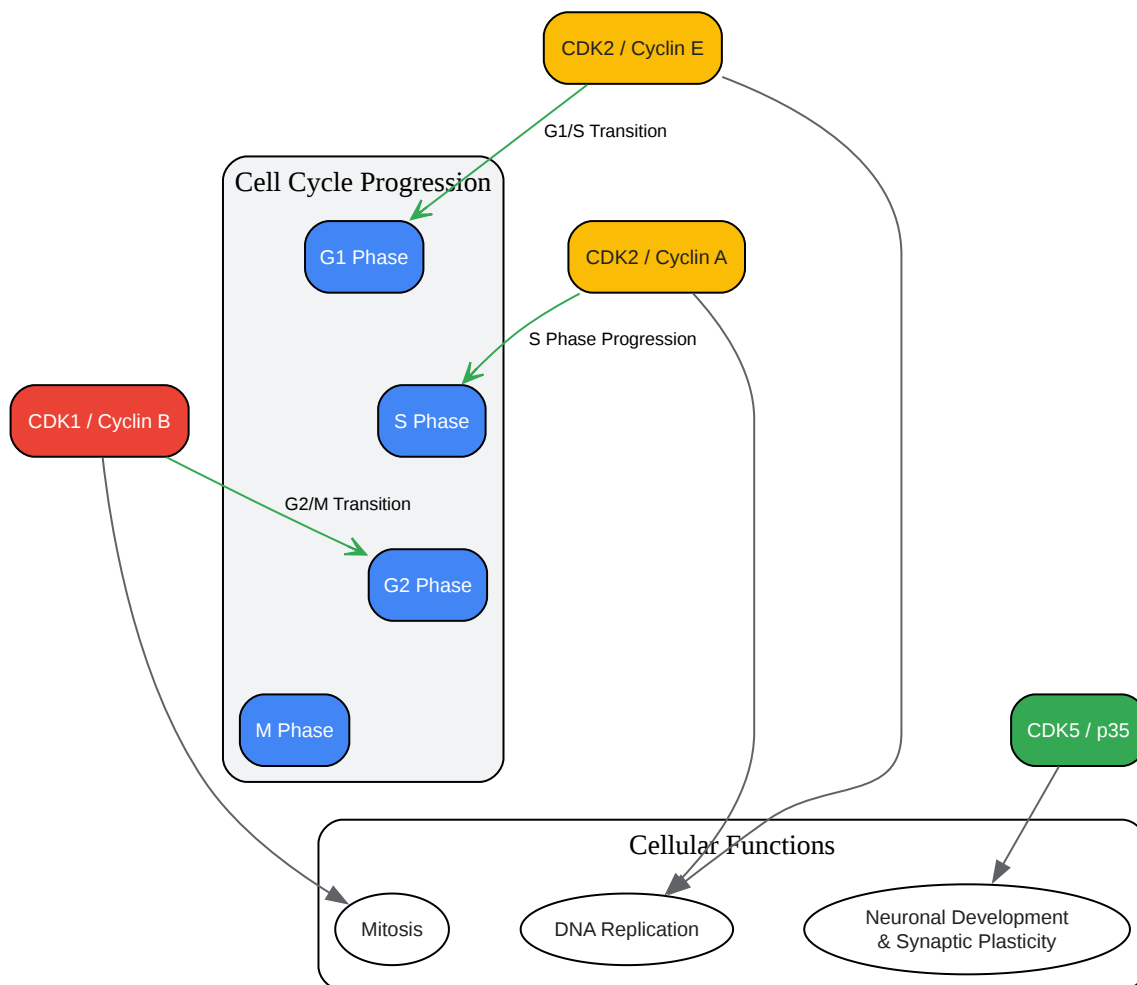 CDK2 / Cyclin E
G1/S Transition
Cell Cycle Progression
G1 Phase
CDK2 / Cyclin A
S Phase Progression
CDK1 / Cyclin B
S Phase
G2/M Transition
G2 Phase
M Phase
CDK5 / p35
Cellular Functions
Mitosis
DNA Replication
Neuronal Development
& Synaptic Plasticity